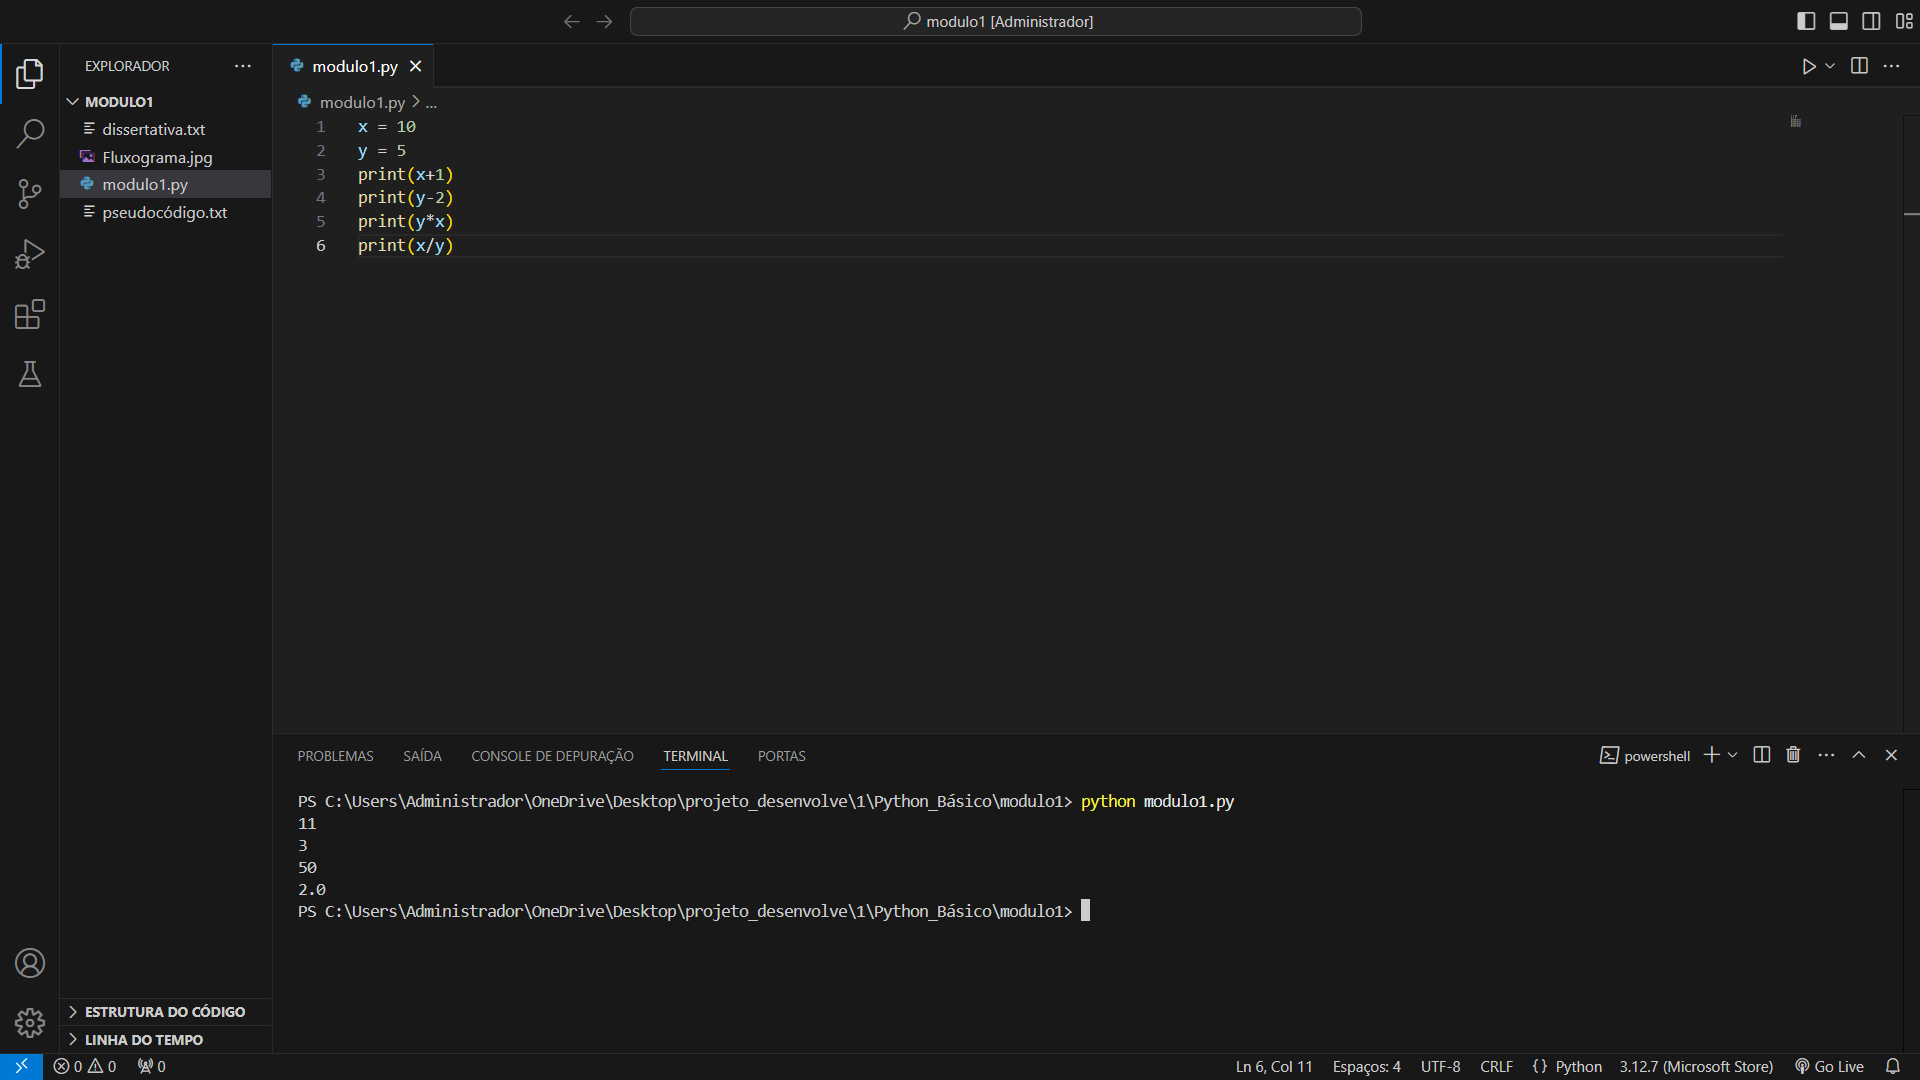 modulo1 [Administrador]
EXPLORADOR
MODULO1
dissertativa.txt
Fluxograma.jpg
modulo1.py
pseudocódigo.txt
ESTRUTURA DO CÓDIGO
LINHA DO TEMPO
modulo1.py
modulo1.py > ...
1 x = 10
2 y = 5
3 print(x+1)
4 print(y-2)
5 print(y*x)
6 print(x/y)
PROBLEMAS SAÍDA CONSOLE DE DEPURAÇÃO TERMINAL PORTAS
powershell
PS C:\Users\Administrador\OneDrive\Desktop\projeto_desenvolve\1\Python_Básico\modulo1> python modulo1.py
11
3
50
2.0
PS C:\Users\Administrador\OneDrive\Desktop\projeto_desenvolve\1\Python_Básico\modulo1>
0 0 0
Ln 6, Col 11 Espaços: 4 UTF-8 CRLF {} Python 3.12.7 (Microsoft Store) Go Live